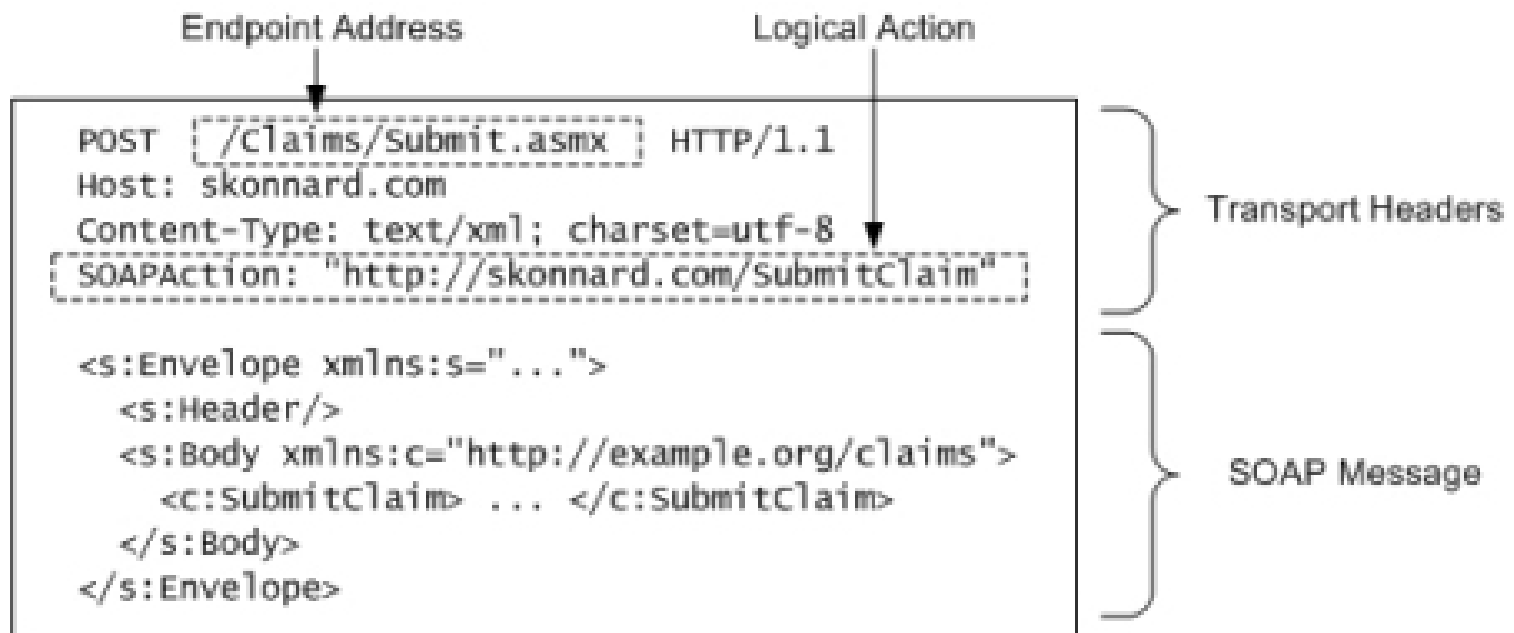 Endpoint Address
Logical Action
POST /Claims/Submit.asmx HTTP/1.1
Host: skonnard.com
Content-Type: text/xml; charset=utf-8
SOAPAction: "http://skonnard.com/SubmitClaim"
Transport Headers
<s:Envelope xmlns:s="...">
<s:Header/>
<s:Body xmlns:c="http://example.org/claims">
<c:SubmitClaim> ... </c:SubmitClaim>
</s:Body>
</s:Envelope>
SOAP Message